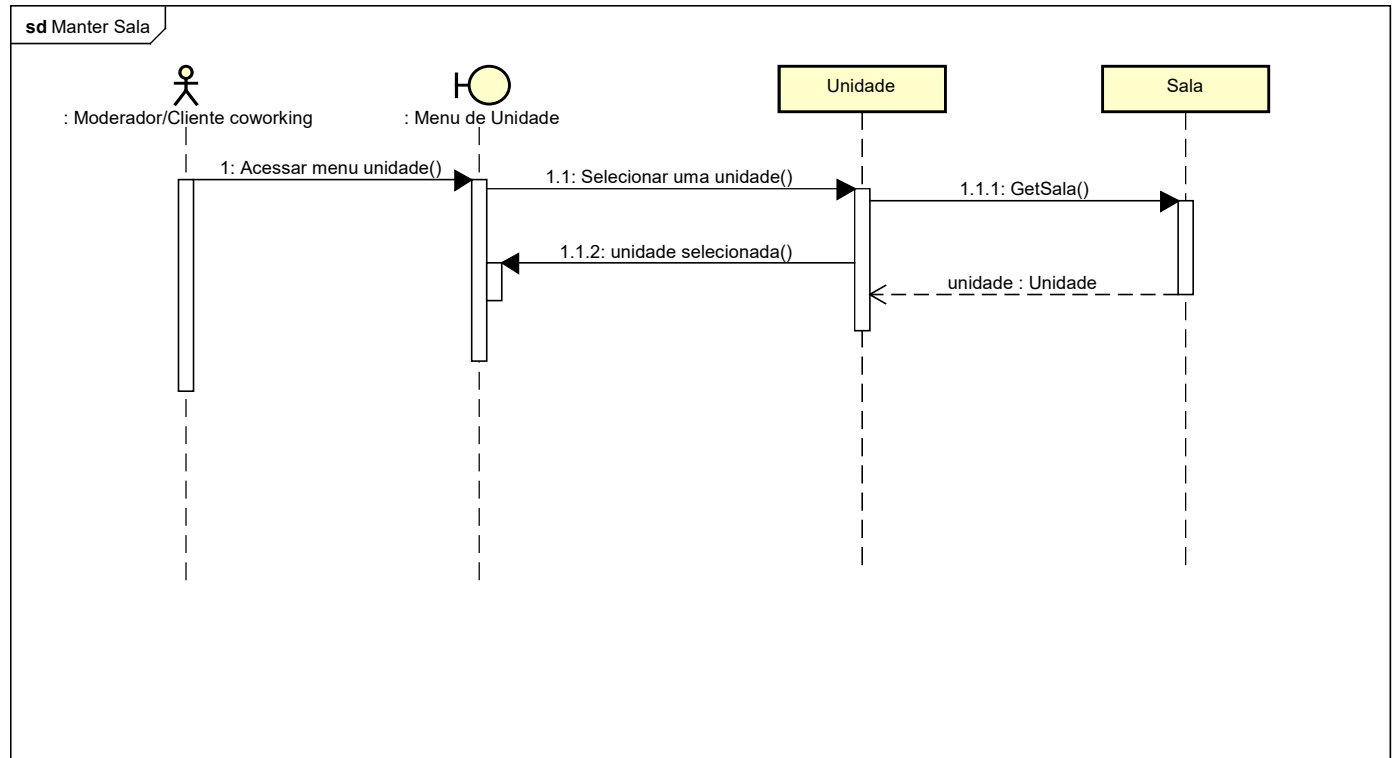 sd Manter Sala
: Moderador/Cliente coworking
: Menu de Unidade
Unidade
Sala
1: Acessar menu unidade()
1.1: Selecionar uma unidade()
1.1.1: GetSala()
1.1.2: unidade selecionada()
unidade : Unidade